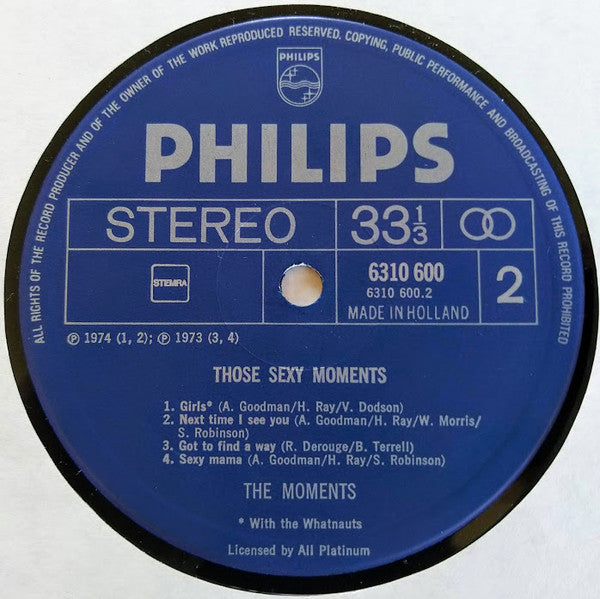 ALL RIGHTS OF THE RECORD PRODUCER AND OF THE OWNER OF THE WORK REPRODUCED RESERVED. COPYING, PUBLIC PERFORMANCE AND BROADCASTING OF THIS RECORD PROHIBITED
PHILIPS
PHILIPS
STEREO 33 1/3
STEMRA 6310 600 2
6310 600.2
MADE IN HOLLAND
℗ 1974 (1, 2); ℗ 1973 (3, 4)
THOSE SEXY MOMENTS
1. Girls* (A. Goodman/H. Ray/V. Dodson)
2. Next time I see you (A. Goodman/H. Ray/W. Morris/
S. Robinson)
3. Got to find a way (R. Derouge/B. Terrell)
4. Sexy mama (A. Goodman/H. Ray/S. Robinson)
THE MOMENTS
* With the Whatnauts
Licensed by All Platinum